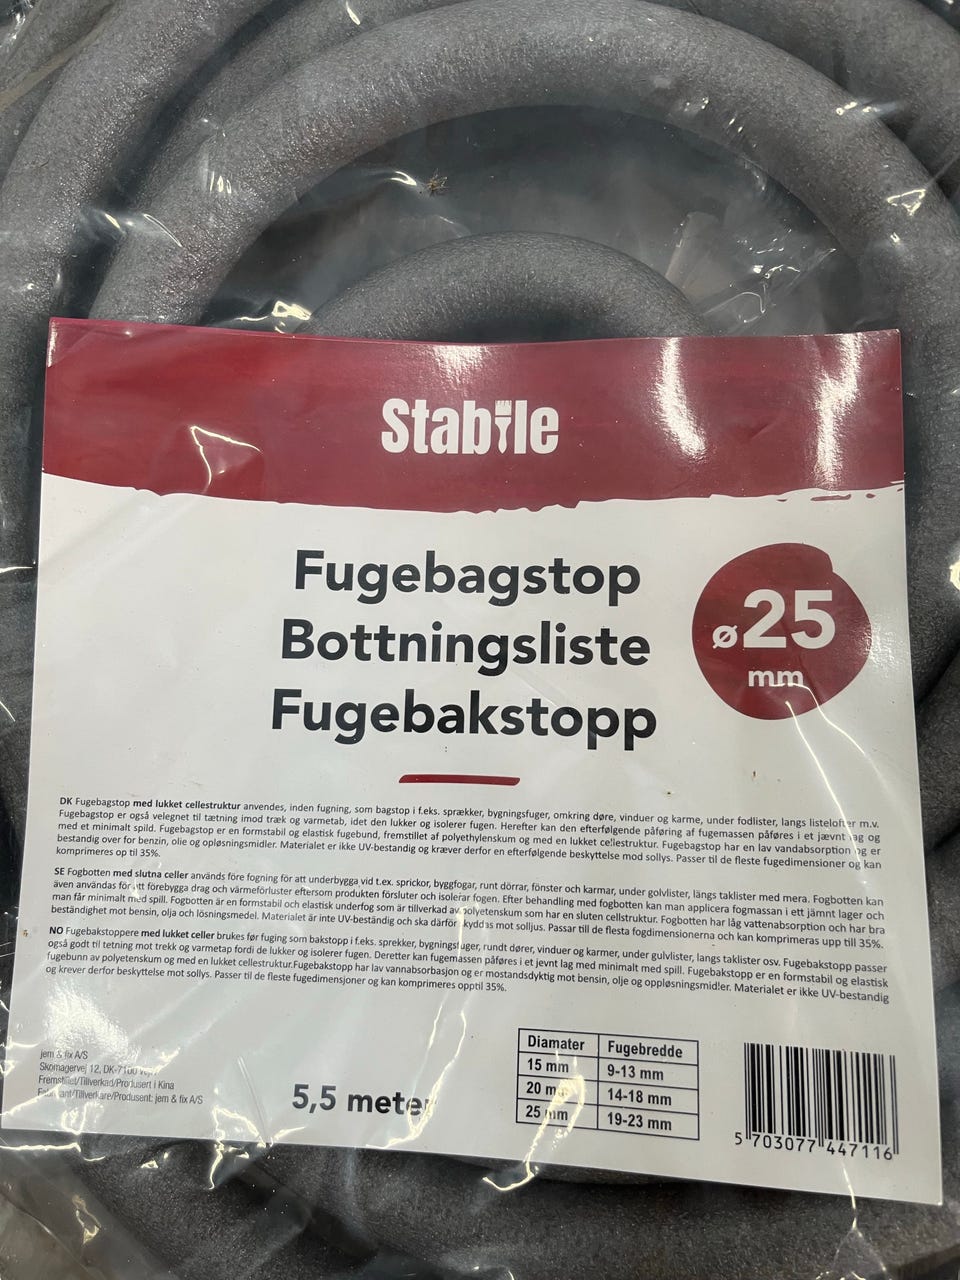 Stabile
Fugebagstop
Bottningsliste
Fugebakstopp
ø25
mm
DK Fugebagstop med lukket cellestruktur anvendes, inden fugning, som bagstop i f.eks. sprækker, bygningsfuger, omkring døre, vinduer og karme, under fodlister, langs listelofter m.v.
Fugebagstop er også velegnet til tætning imod træk og varmetab, idet den lukker og isolerer fugen. Herefter kan den efterfølgende påføring af fugemassen påføres i et jævnt lag og
med et minimalt spild. Fugebagstop er en formstabil og elastisk fugebund, fremstillet af polyethylenskum og med en lukket cellestruktur. Fugebagstop har en lav vandabsorption og er
bestandig over for benzin, olie og opløsningsmidler. Materialet er ikke UV-bestandig og kræver derfor en efterfølgende beskyttelse mod sollys. Passer til de fleste fugedimensioner og kan
komprimeres op til 35%.
SE Fogbotten med slutna celler används före fogning för att underbygga vid t.ex. sprickor, byggfogar, runt dörrar, fönster och karmar, under golvlister, längs taklister med mera. Fogbotten kan
även användas för att förebygga drag och värmeförluster eftersom produkten försluter och isolerar fogen. Efter behandling med fogbotten kan man applicera fogmassan i ett jämnt lager och
man får minimalt med spill. Fogbotten är en formstabil och elastisk underfog som är tillverkad av polyetenskum som har en sluten cellstruktur. Fogbotten har låg vattenabsorption och har bra
beständighet mot bensin, olja och lösningsmedel. Materialet är inte UV-beständig och ska därför skyddas mot solljus. Passar till de flesta fogdimensionerna och kan komprimeras upp till 35%.
NO Fugebakstoppere med lukket celler brukes før fuging som bakstopp i f.eks. sprekker, bygningsfuger, rundt dører, vinduer og karmer, under gulvlister, langs taklister osv. Fugebakstopp passer
også godt til tetning mot trekk og varmetap fordi de lukker og isolerer fugen. Deretter kan fugemassen påføres i et jevnt lag med minimalt med spill. Fugebakstopp er en formstabil og elastisk
fugebunn av polyetenskum og med en lukket cellestruktur.Fugebakstopp har lav vannabsorbasjon og er mostandsdyktig mot bensin, olje og oppløsningsmidler. Materialet er ikke UV-bestandig
og krever derfor beskyttelse mot sollys. Passer til de fleste fugedimensjoner og kan komprimeres opptil 35%.
jem & fix A/S
Skomagervej 12, DK-7100
Fremstillet/Tillverkad/Produsert i Kina
Fabrikant/Tillverkare/Produsent: jem & fix A/S
5,5 meter
Diamater Fugebredde
15 mm 9-13 mm
20 mm 14-18 mm
25 mm 19-23 mm
5 703077 447116